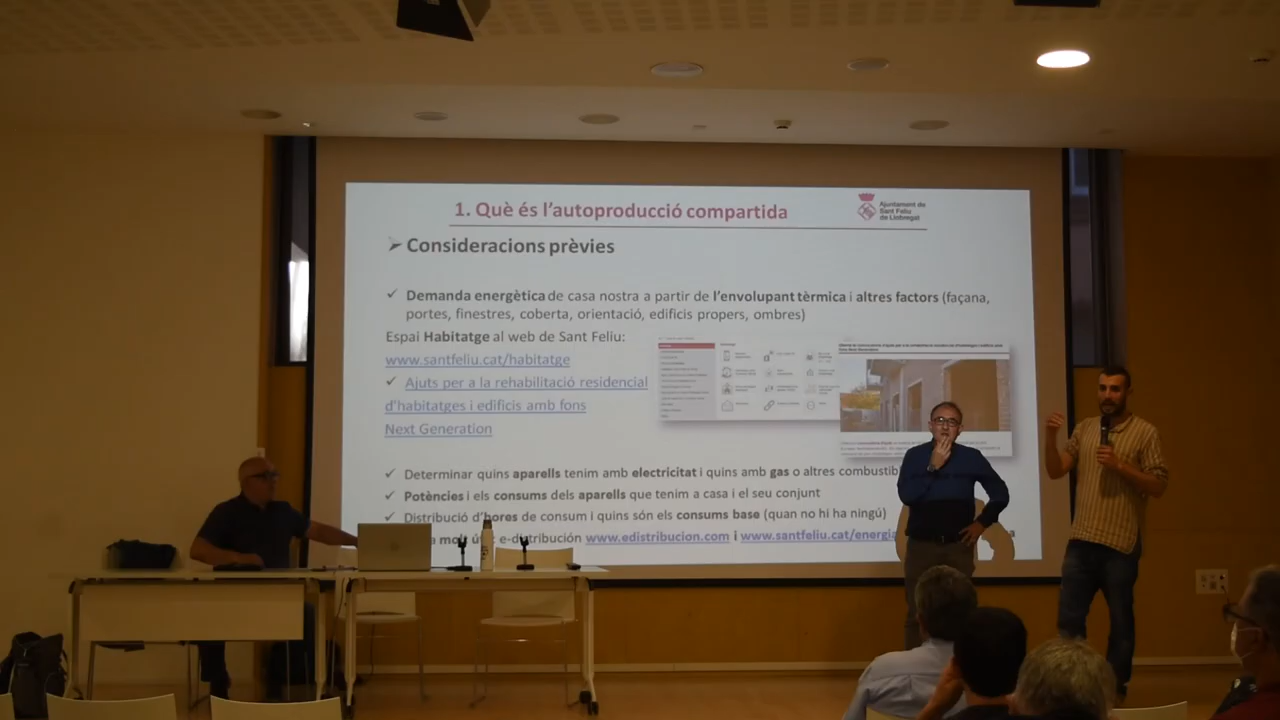 1. Què és l'autoproducció compartida
Ajuntament de
Sant Feliu
de Llobregat
Consideracions prèvies
Demanda energètica de casa nostra a partir de l'envolupant tèrmica i altres factors (façana,
portes, finestres, coberta, orientació, edificis propers, ombres)
Espai Habitatge al web de Sant Feliu:
www.santfeliu.cat/habitatge
Ajuts per a la rehabilitació residencial
d'habitatges i edificis amb fons
Next Generation
Determinar quins aparells tenim amb electricitat i quins amb gas o altres combustib
Potències i els consums dels aparells que tenim a casa i el seu conjunt
Distribució d'hores de consum i quins són els consums base (quan no hi ha ningú)
e-distribución www.edistribucion.com i www.santfeliu.cat/energia